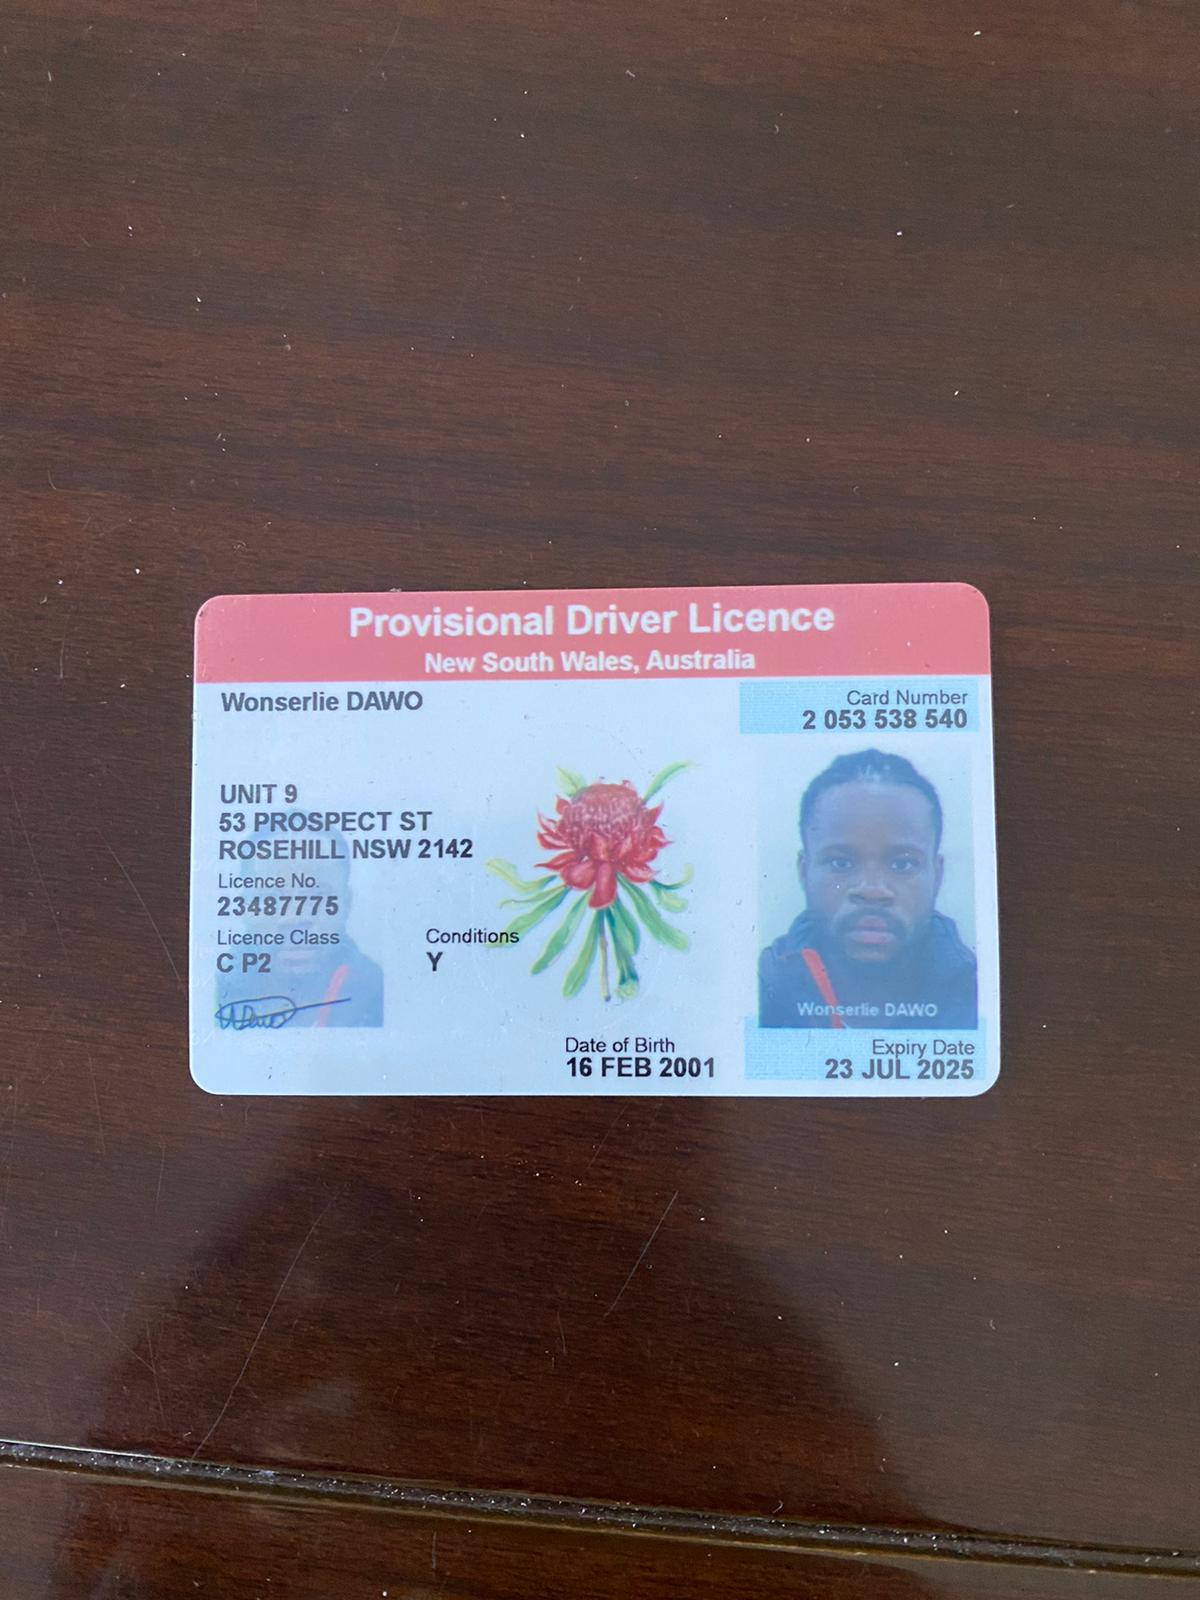 Provisional Driver Licence
New South Wales, Australia
Wonserlie DAWO
Card Number
2 053 538 540
UNIT 9
53 PROSPECT ST
ROSEHILL NSW 2142
Licence No.
23487775
Licence Class
C P2
Conditions
Y
Wonserlie DAWO
Date of Birth
16 FEB 2001
Expiry Date
23 JUL 2025